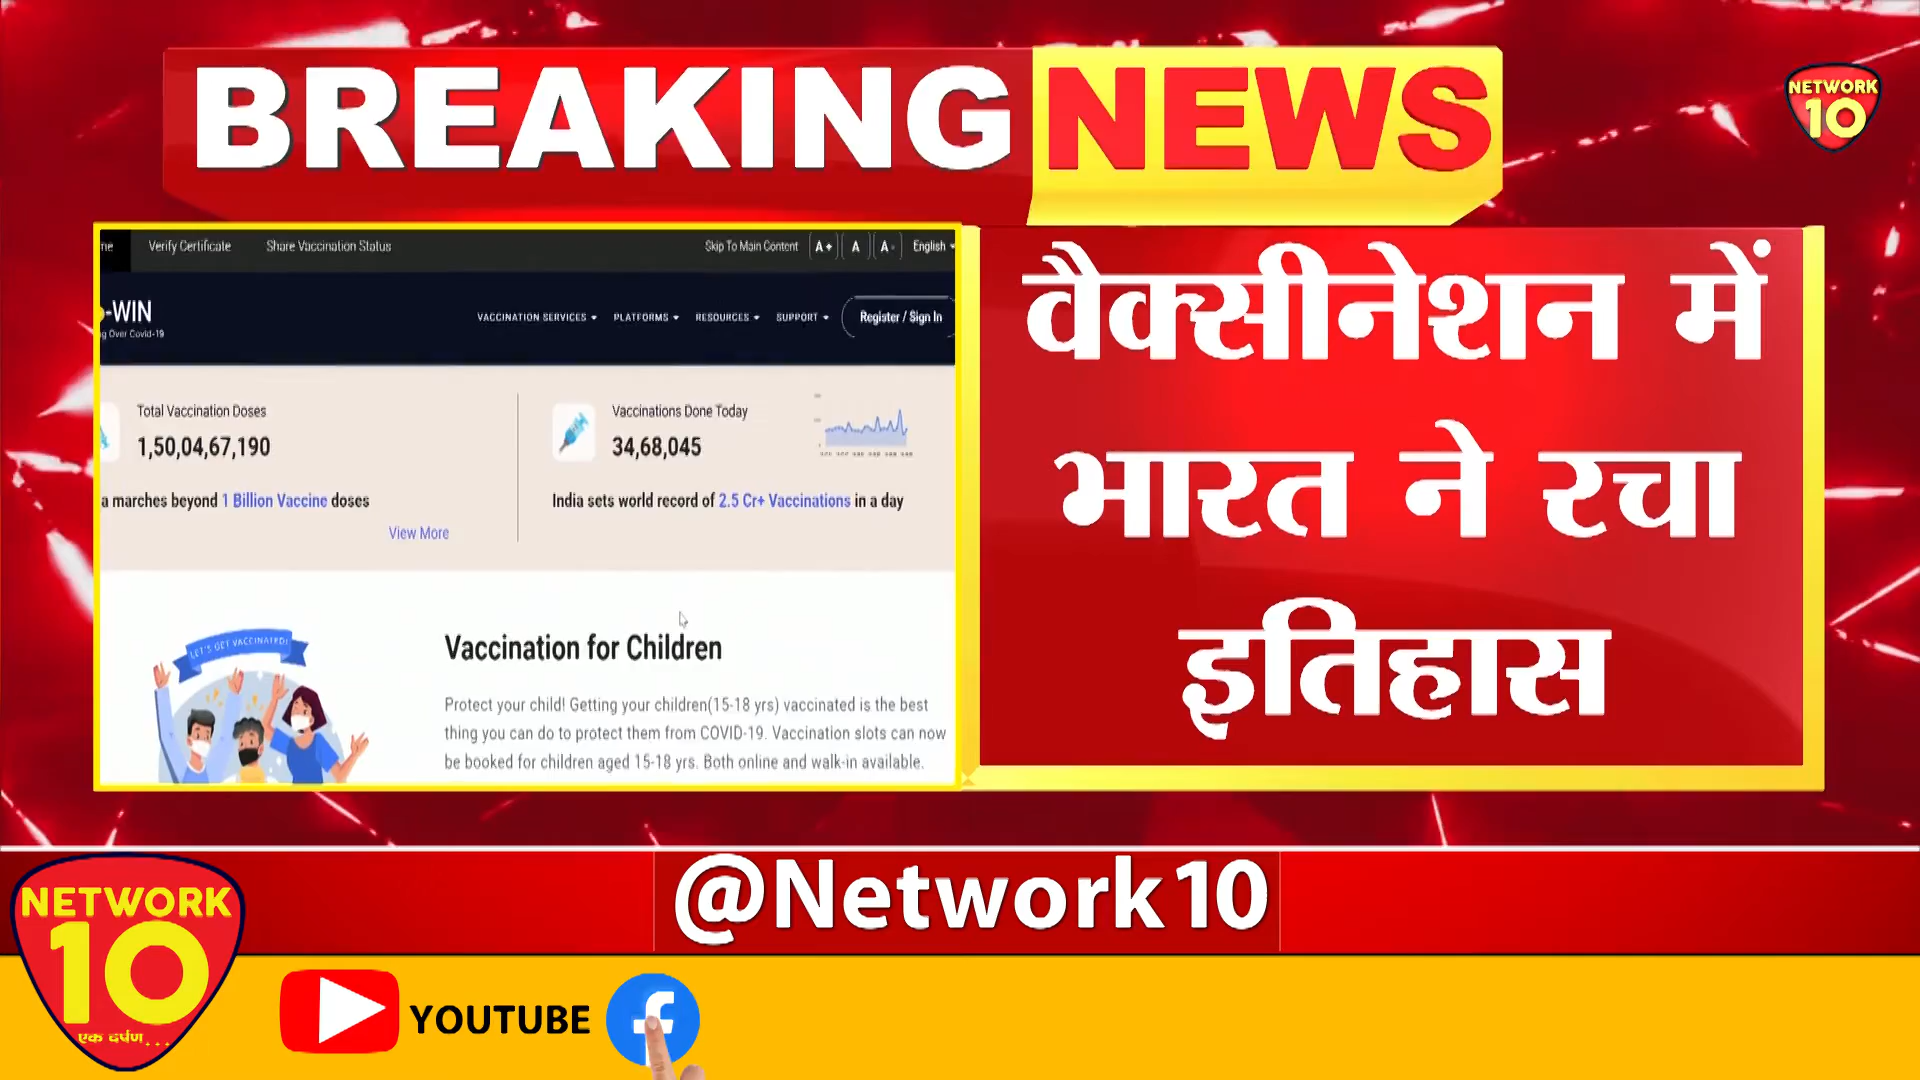 BREAKING NEWS
NETWORK
10
Verify Certificate Share Vaccination Status Skip To Main Content A+ A A- English
-WIN
Over Covid-19
VACCINATION SERVICES PLATFORMS RESOURCES SUPPORT Register / Sign In
Total Vaccination Doses
1,50,04,67,190
Vaccinations Done Today
34,68,045
a marches beyond 1 Billion Vaccine doses
View More
India sets world record of 2.5 Cr+ Vaccinations in a day
LET'S GET VACCINATED!
Vaccination for Children
Protect your child! Getting your children(15-18 yrs) vaccinated is the best
thing you can do to protect them from COVID-19. Vaccination slots can now
be booked for children aged 15-18 yrs. Both online and walk-in available.
वैक्सीनेशन में
भारत ने रचा
इतिहास
@Network10
NETWORK
10
एक दर्पण...
YOUTUBE